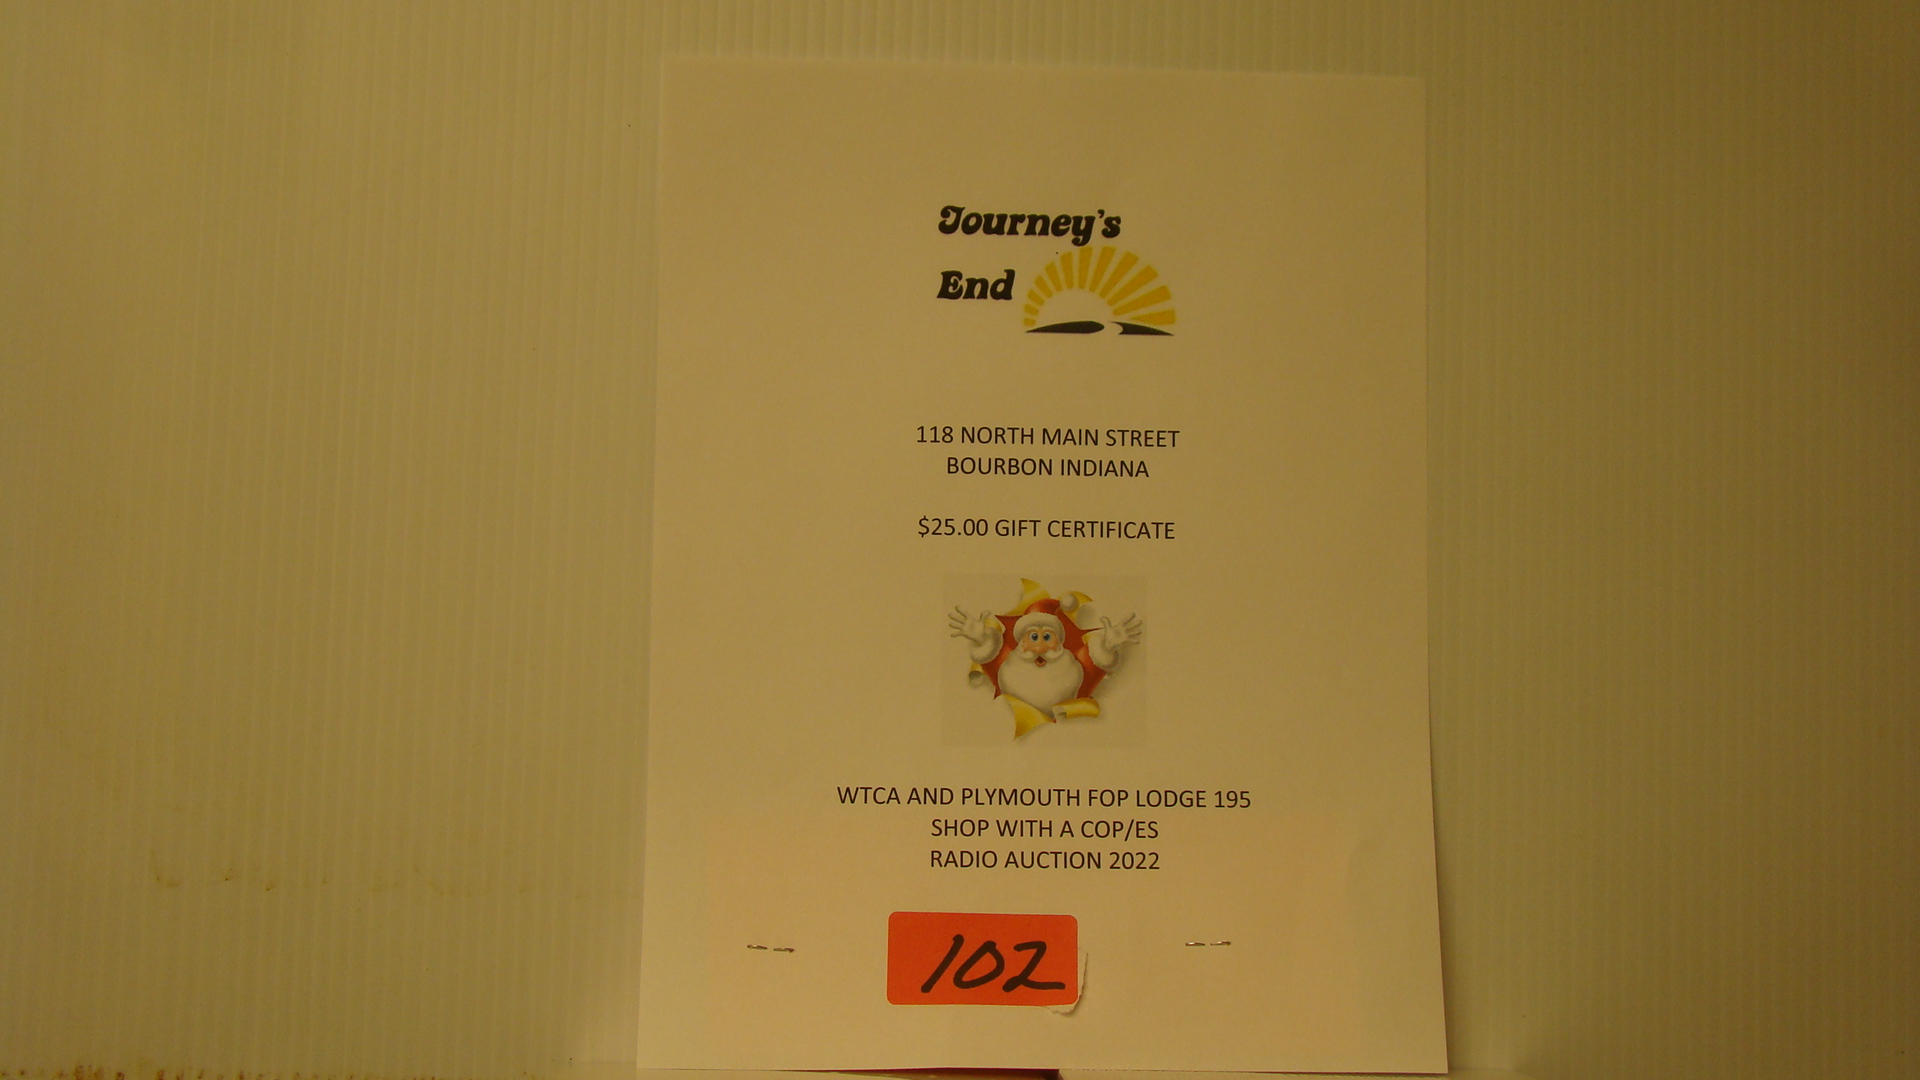 Journey's
End
118 NORTH MAIN STREET
BOURBON INDIANA
$25.00 GIFT CERTIFICATE
WTCA AND PLYMOUTH FOP LODGE 195
SHOP WITH A COP/ES
RADIO AUCTION 2022
102